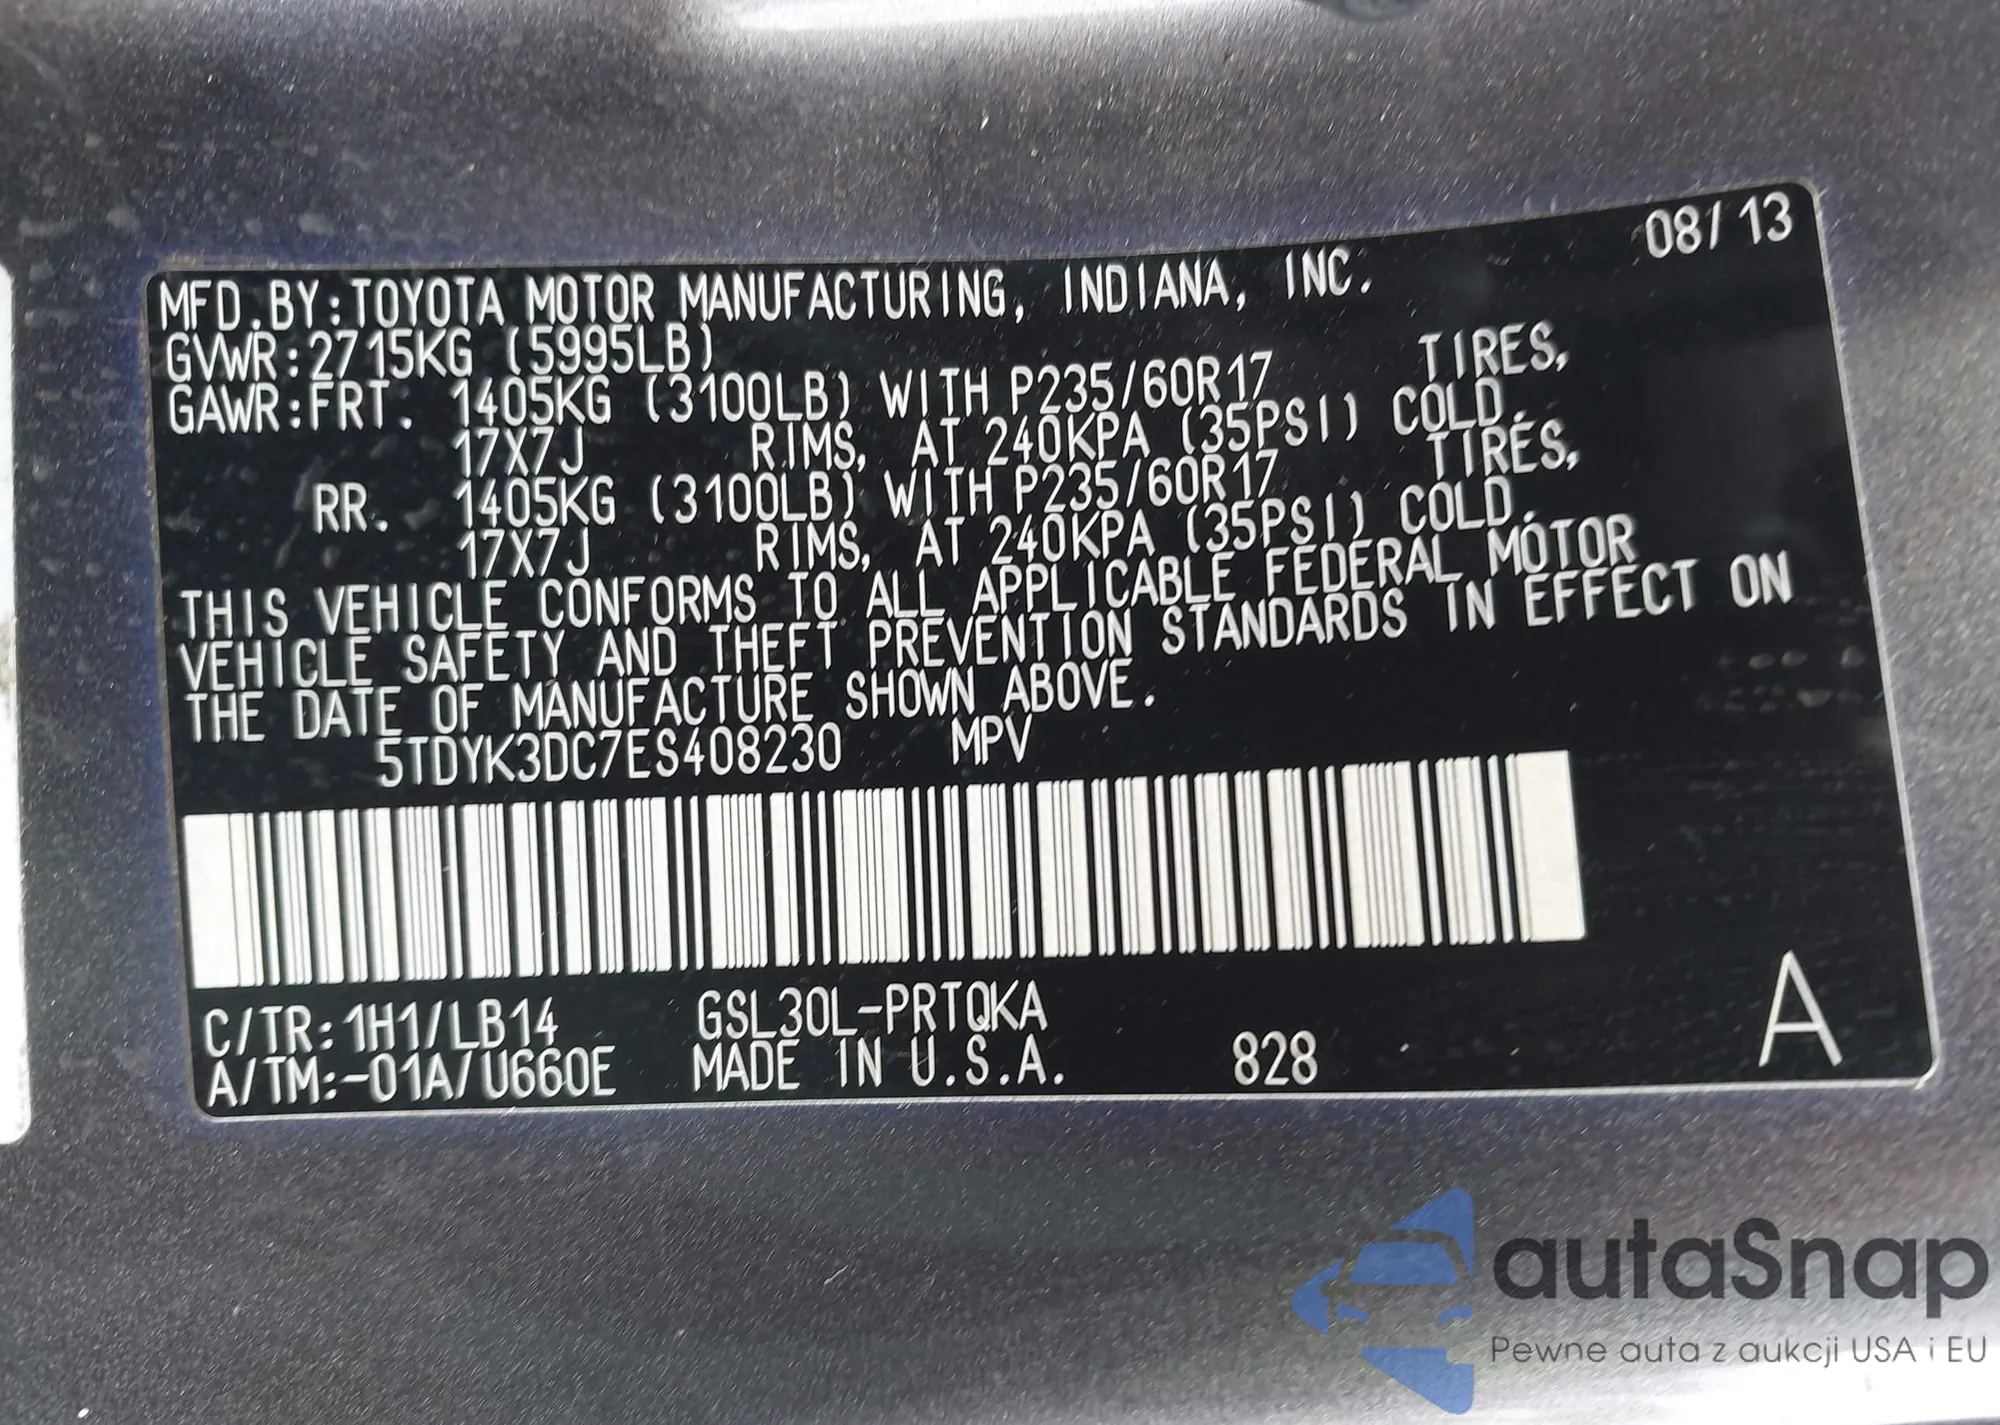 08/13
MFD.BY:TOYOTA MOTOR MANUFACTURING, INDIANA, INC.
GVWR:2715KG (5995LB)
GAWR:FRT. 1405KG (3100LB) WITH P235/60R17 TIRES,
17X7J RIMS, AT 240KPA (35PSI) COLD.
RR. 1405KG (3100LB) WITH P235/60R17 TIRES,
17X7J RIMS, AT 240KPA (35PSI) COLD.
THIS VEHICLE CONFORMS TO ALL APPLICABLE FEDERAL MOTOR
VEHICLE SAFETY AND THEFT PREVENTION STANDARDS IN EFFECT ON
THE DATE OF MANUFACTURE SHOWN ABOVE.
5TDYK3DC7ES408230 MPV
C/TR:1H1/LB14 GSL30L-PRTQKA
A/TM:-01A/U660E MADE IN U.S.A. 828 A
autaSnap
Pewne auta z aukcji USA i EU